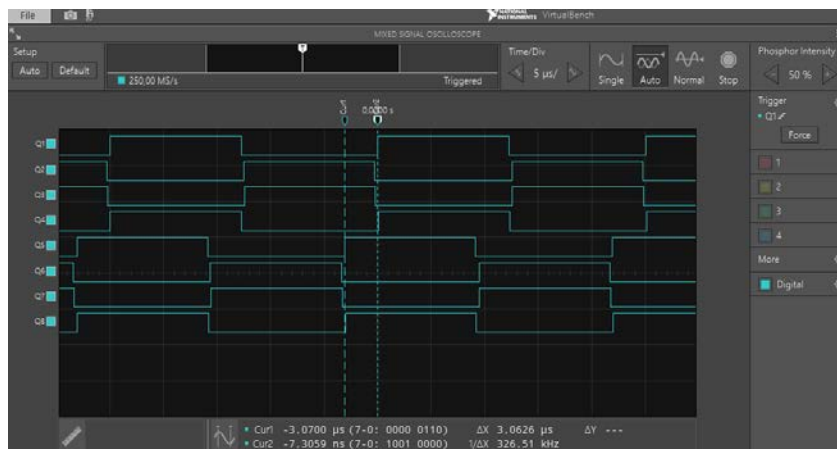 File
NATIONAL INSTRUMENTS VirtualBench
MIXED SIGNAL OSCILLOSCOPE
Setup
Auto Default
250,00 MS/s Triggered
Time/Div
5 µs/
Single Auto Normal Stop
Phosphor Intensity
50 %
Trigger
Q1
Force
1
2
3
4
More
Digital
Q1
Q2
Q3
Q4
Q5
Q6
Q7
Q8
Cur1 -3,0700 µs (7-0: 0000 0110) ΔX 3,0626 µs ΔY ---
Cur2 -7,3059 ns (7-0: 1001 0000) 1/ΔX 326.51 kHz